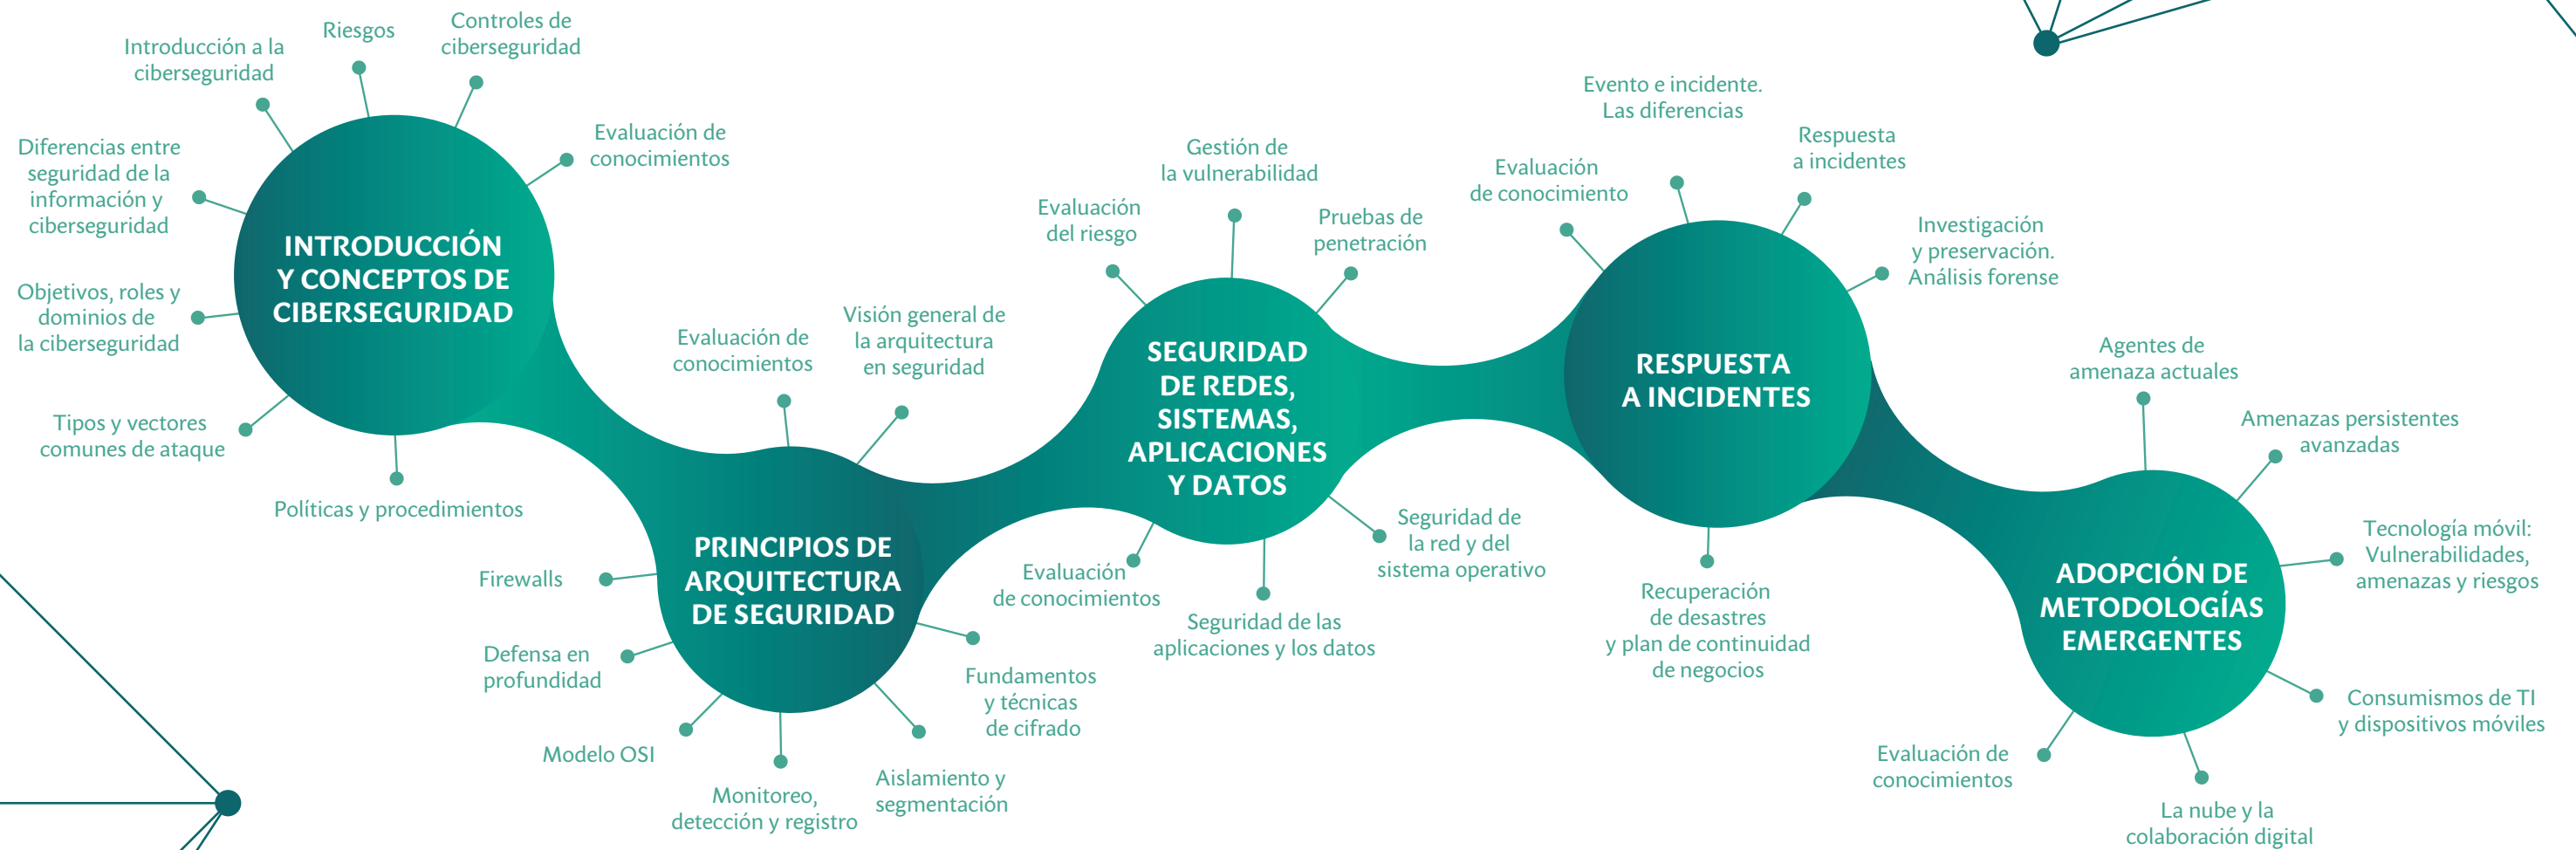 Introducción a la
ciberseguridad
Riesgos
Controles de
ciberseguridad
Evaluación de
conocimientos
Diferencias entre
seguridad de la
información y
ciberseguridad
Objetivos, roles y
dominios de
la ciberseguridad
Tipos y vectores
comunes de ataque
Políticas y procedimientos
INTRODUCCIÓN
Y CONCEPTOS DE
CIBERSEGURIDAD
Evaluación de
conocimientos
Visión general de
la arquitectura
en seguridad
Firewalls
Defensa en
profundidad
Modelo OSI
Monitoreo,
detección y registro
Aislamiento y
segmentación
Fundamentos
y técnicas
de cifrado
PRINCIPIOS DE
ARQUITECTURA
DE SEGURIDAD
Evaluación
del riesgo
Gestión de
la vulnerabilidad
Pruebas de
penetración
SEGURIDAD
DE REDES,
SISTEMAS,
APLICACIONES
Y DATOS
Evaluación
de conocimientos
Seguridad de las
aplicaciones y los datos
Seguridad de
la red y del
sistema operativo
Evaluación
de conocimiento
Evento e incidente.
Las diferencias
Respuesta
a incidentes
Investigación
y preservación.
Análisis forense
RESPUESTA
A INCIDENTES
Recuperación
de desastres
y plan de continuidad
de negocios
Agentes de
amenaza actuales
Amenazas persistentes
avanzadas
Tecnología móvil:
Vulnerabilidades,
amenazas y riesgos
ADOPCIÓN DE
METODOLOGÍAS
EMERGENTES
Consumismos de TI
y dispositivos móviles
Evaluación de
conocimientos
La nube y la
colaboración digital